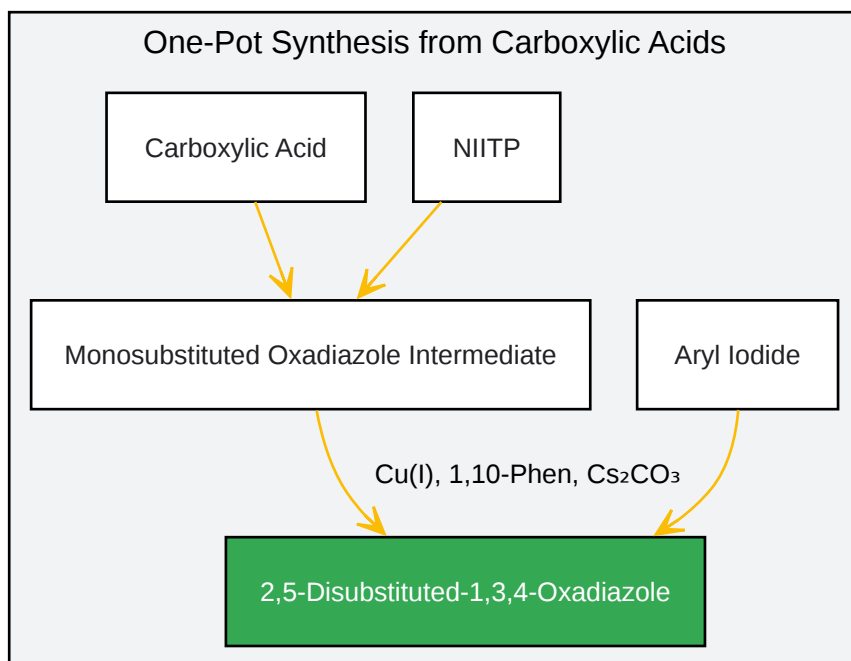 One-Pot Synthesis from Carboxylic Acids
Carboxylic Acid
NIITP
Monosubstituted Oxadiazole Intermediate
Aryl Iodide
Cu(I), 1,10-Phen, Cs₂CO₃
2,5-Disubstituted-1,3,4-Oxadiazole